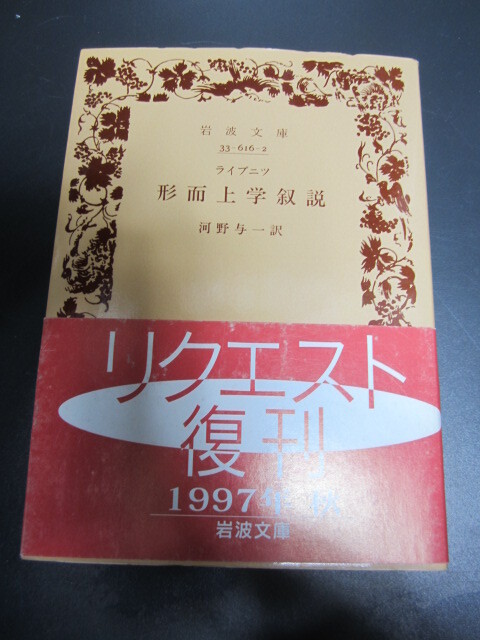 岩波文庫
33-616-2
ライプニツ
形而上学叙説
河野与一訳
リクエスト
復刊
1997年 秋
岩波文庫